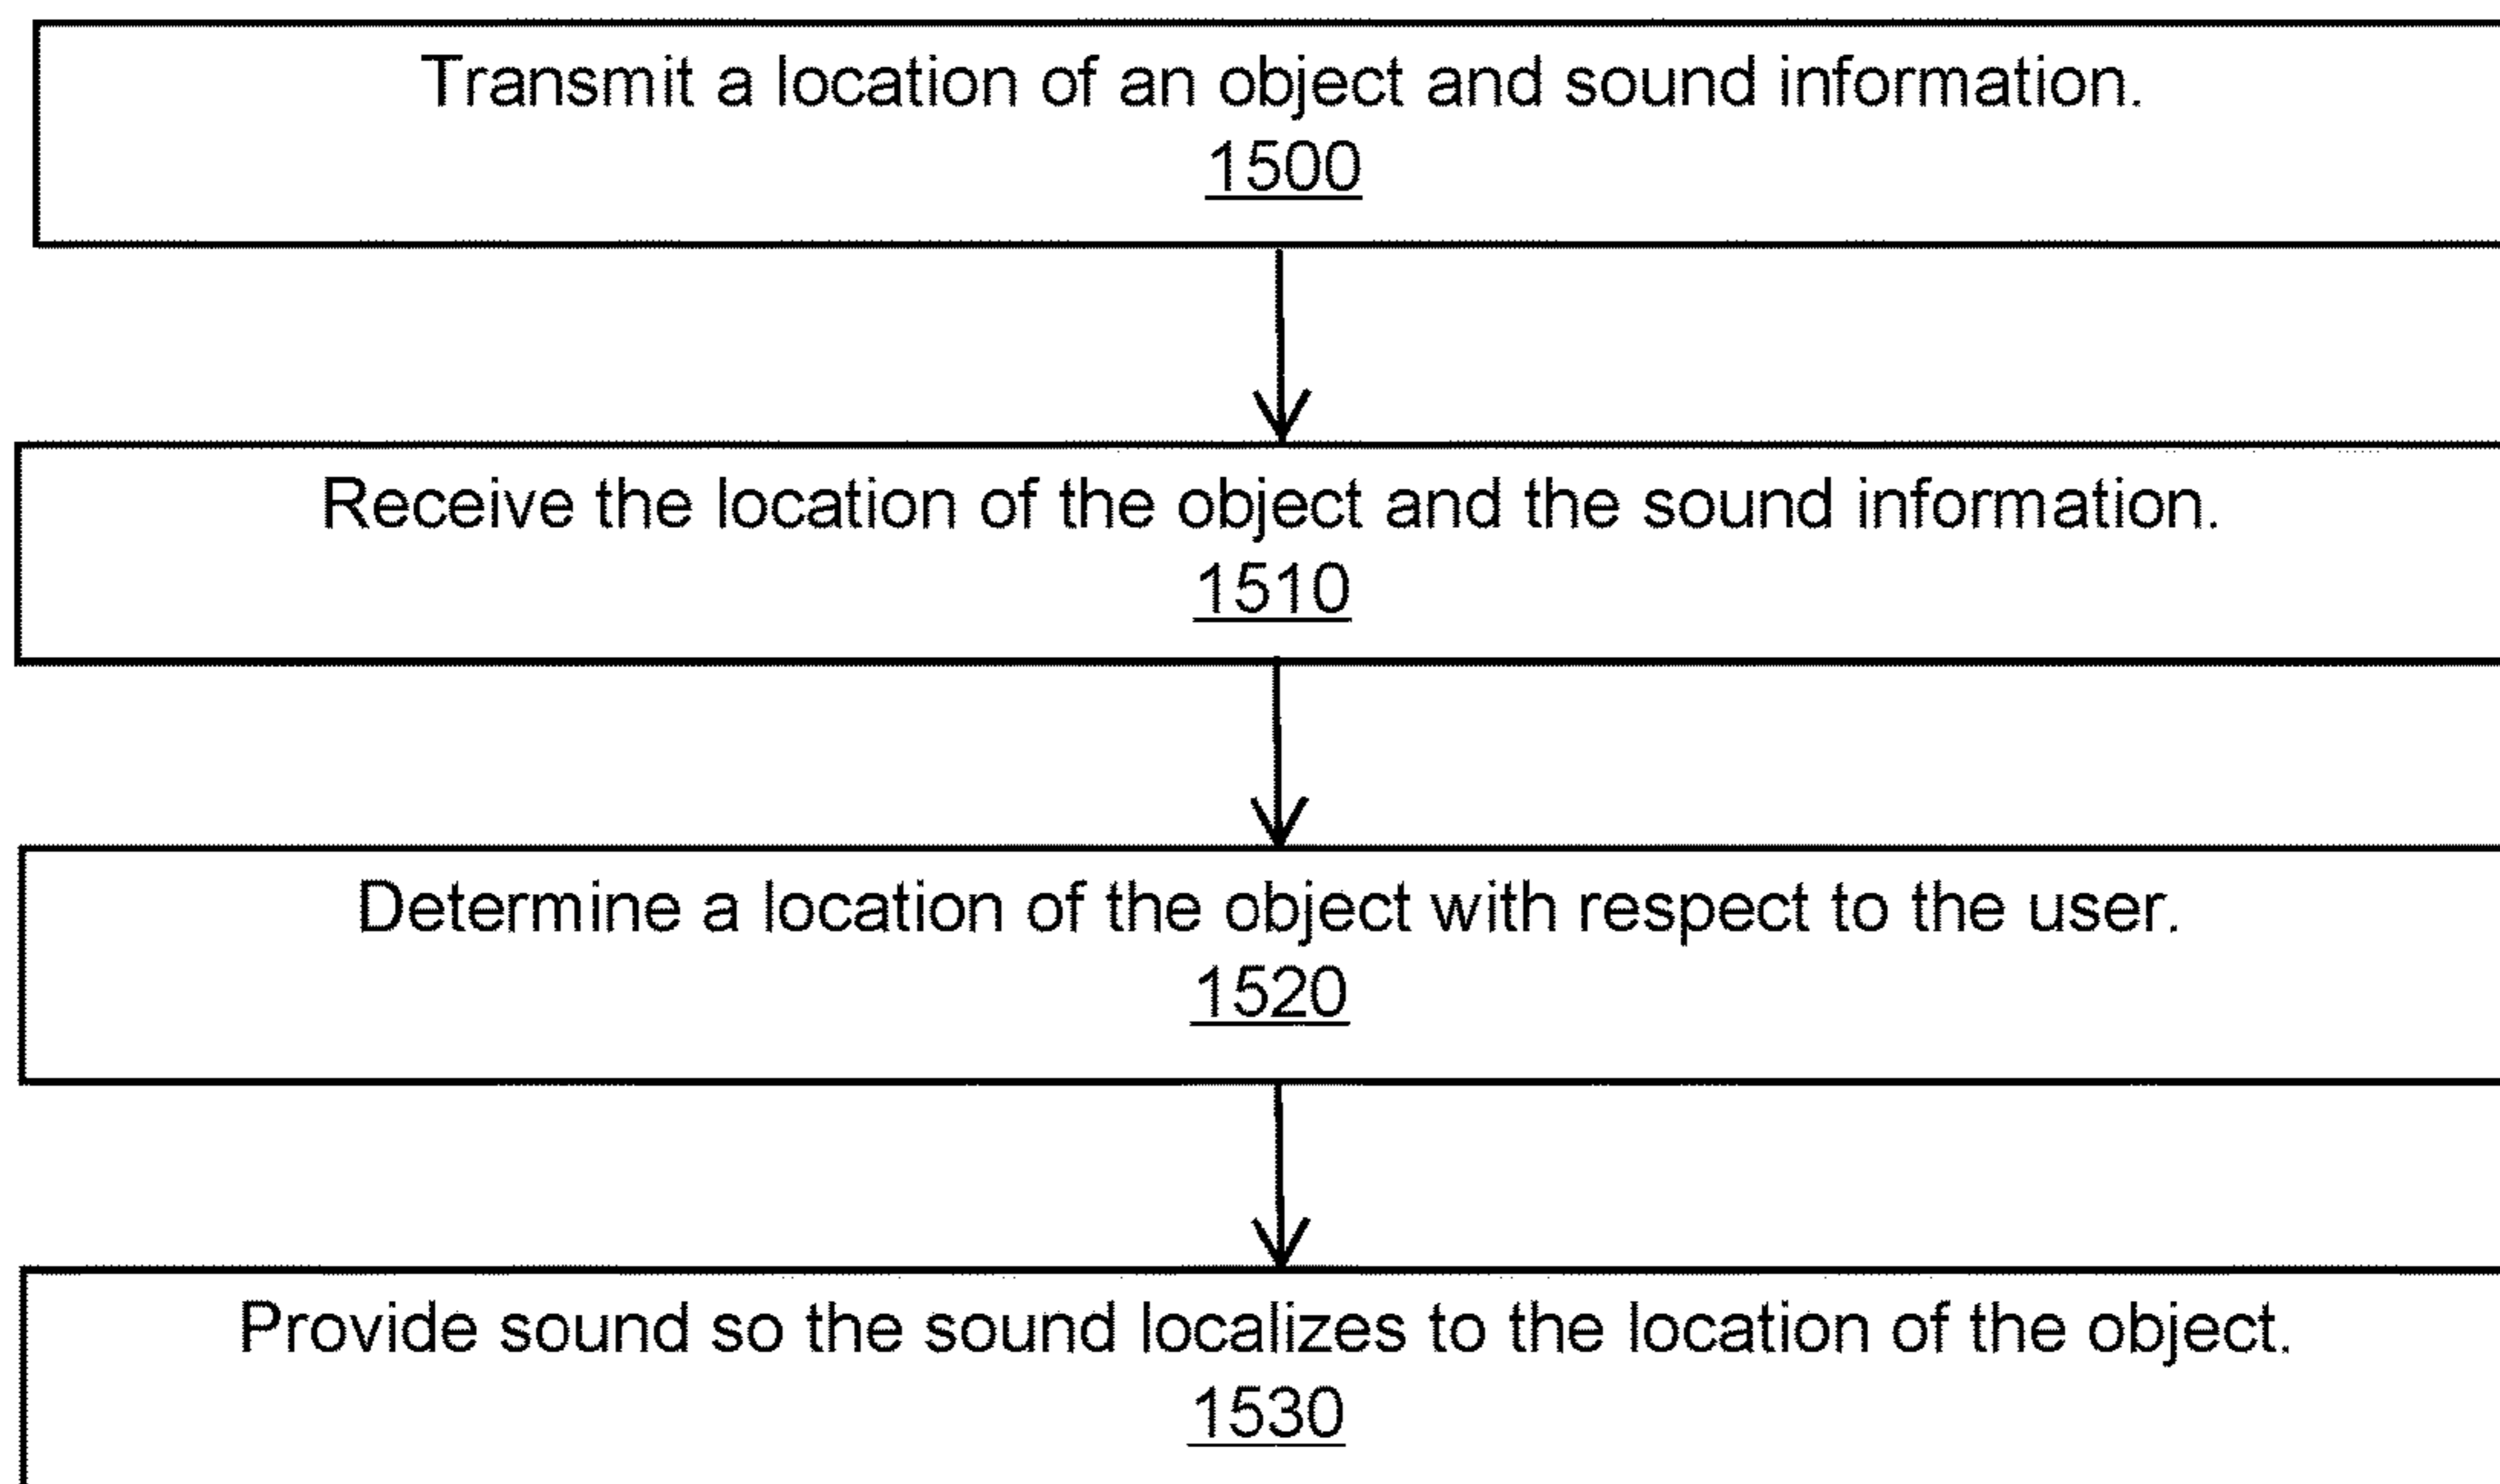 Transmit a location of an object and sound information.
1500
Receive the location of the object and the sound information.
1510
Determine a location of the object with respect to the user.
1520
Provide sound so the sound localizes to the location of the object.
1530